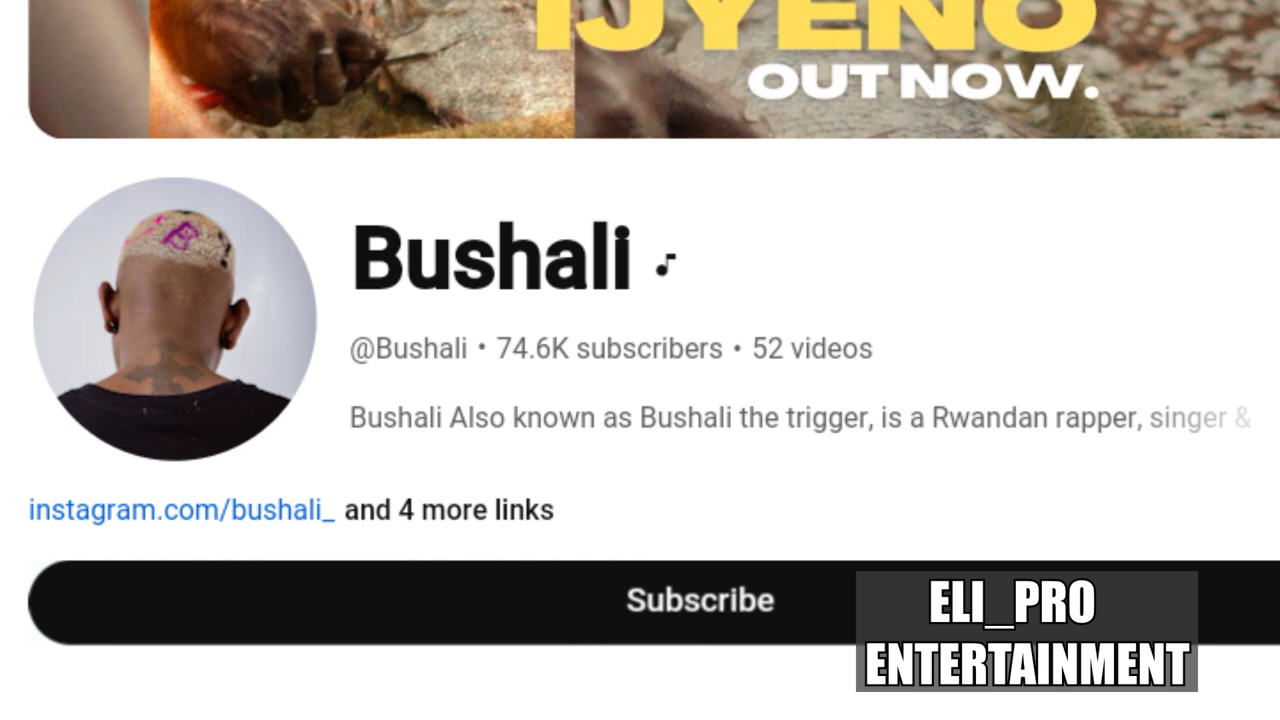 IJYENO
OUT NOW.
Bushali
@Bushali • 74.6K subscribers • 52 videos
Bushali Also known as Bushali the trigger, is a Rwandan rapper, singer &
instagram.com/bushali_ and 4 more links
Subscribe
ELI_PRO
ENTERTAINMENT